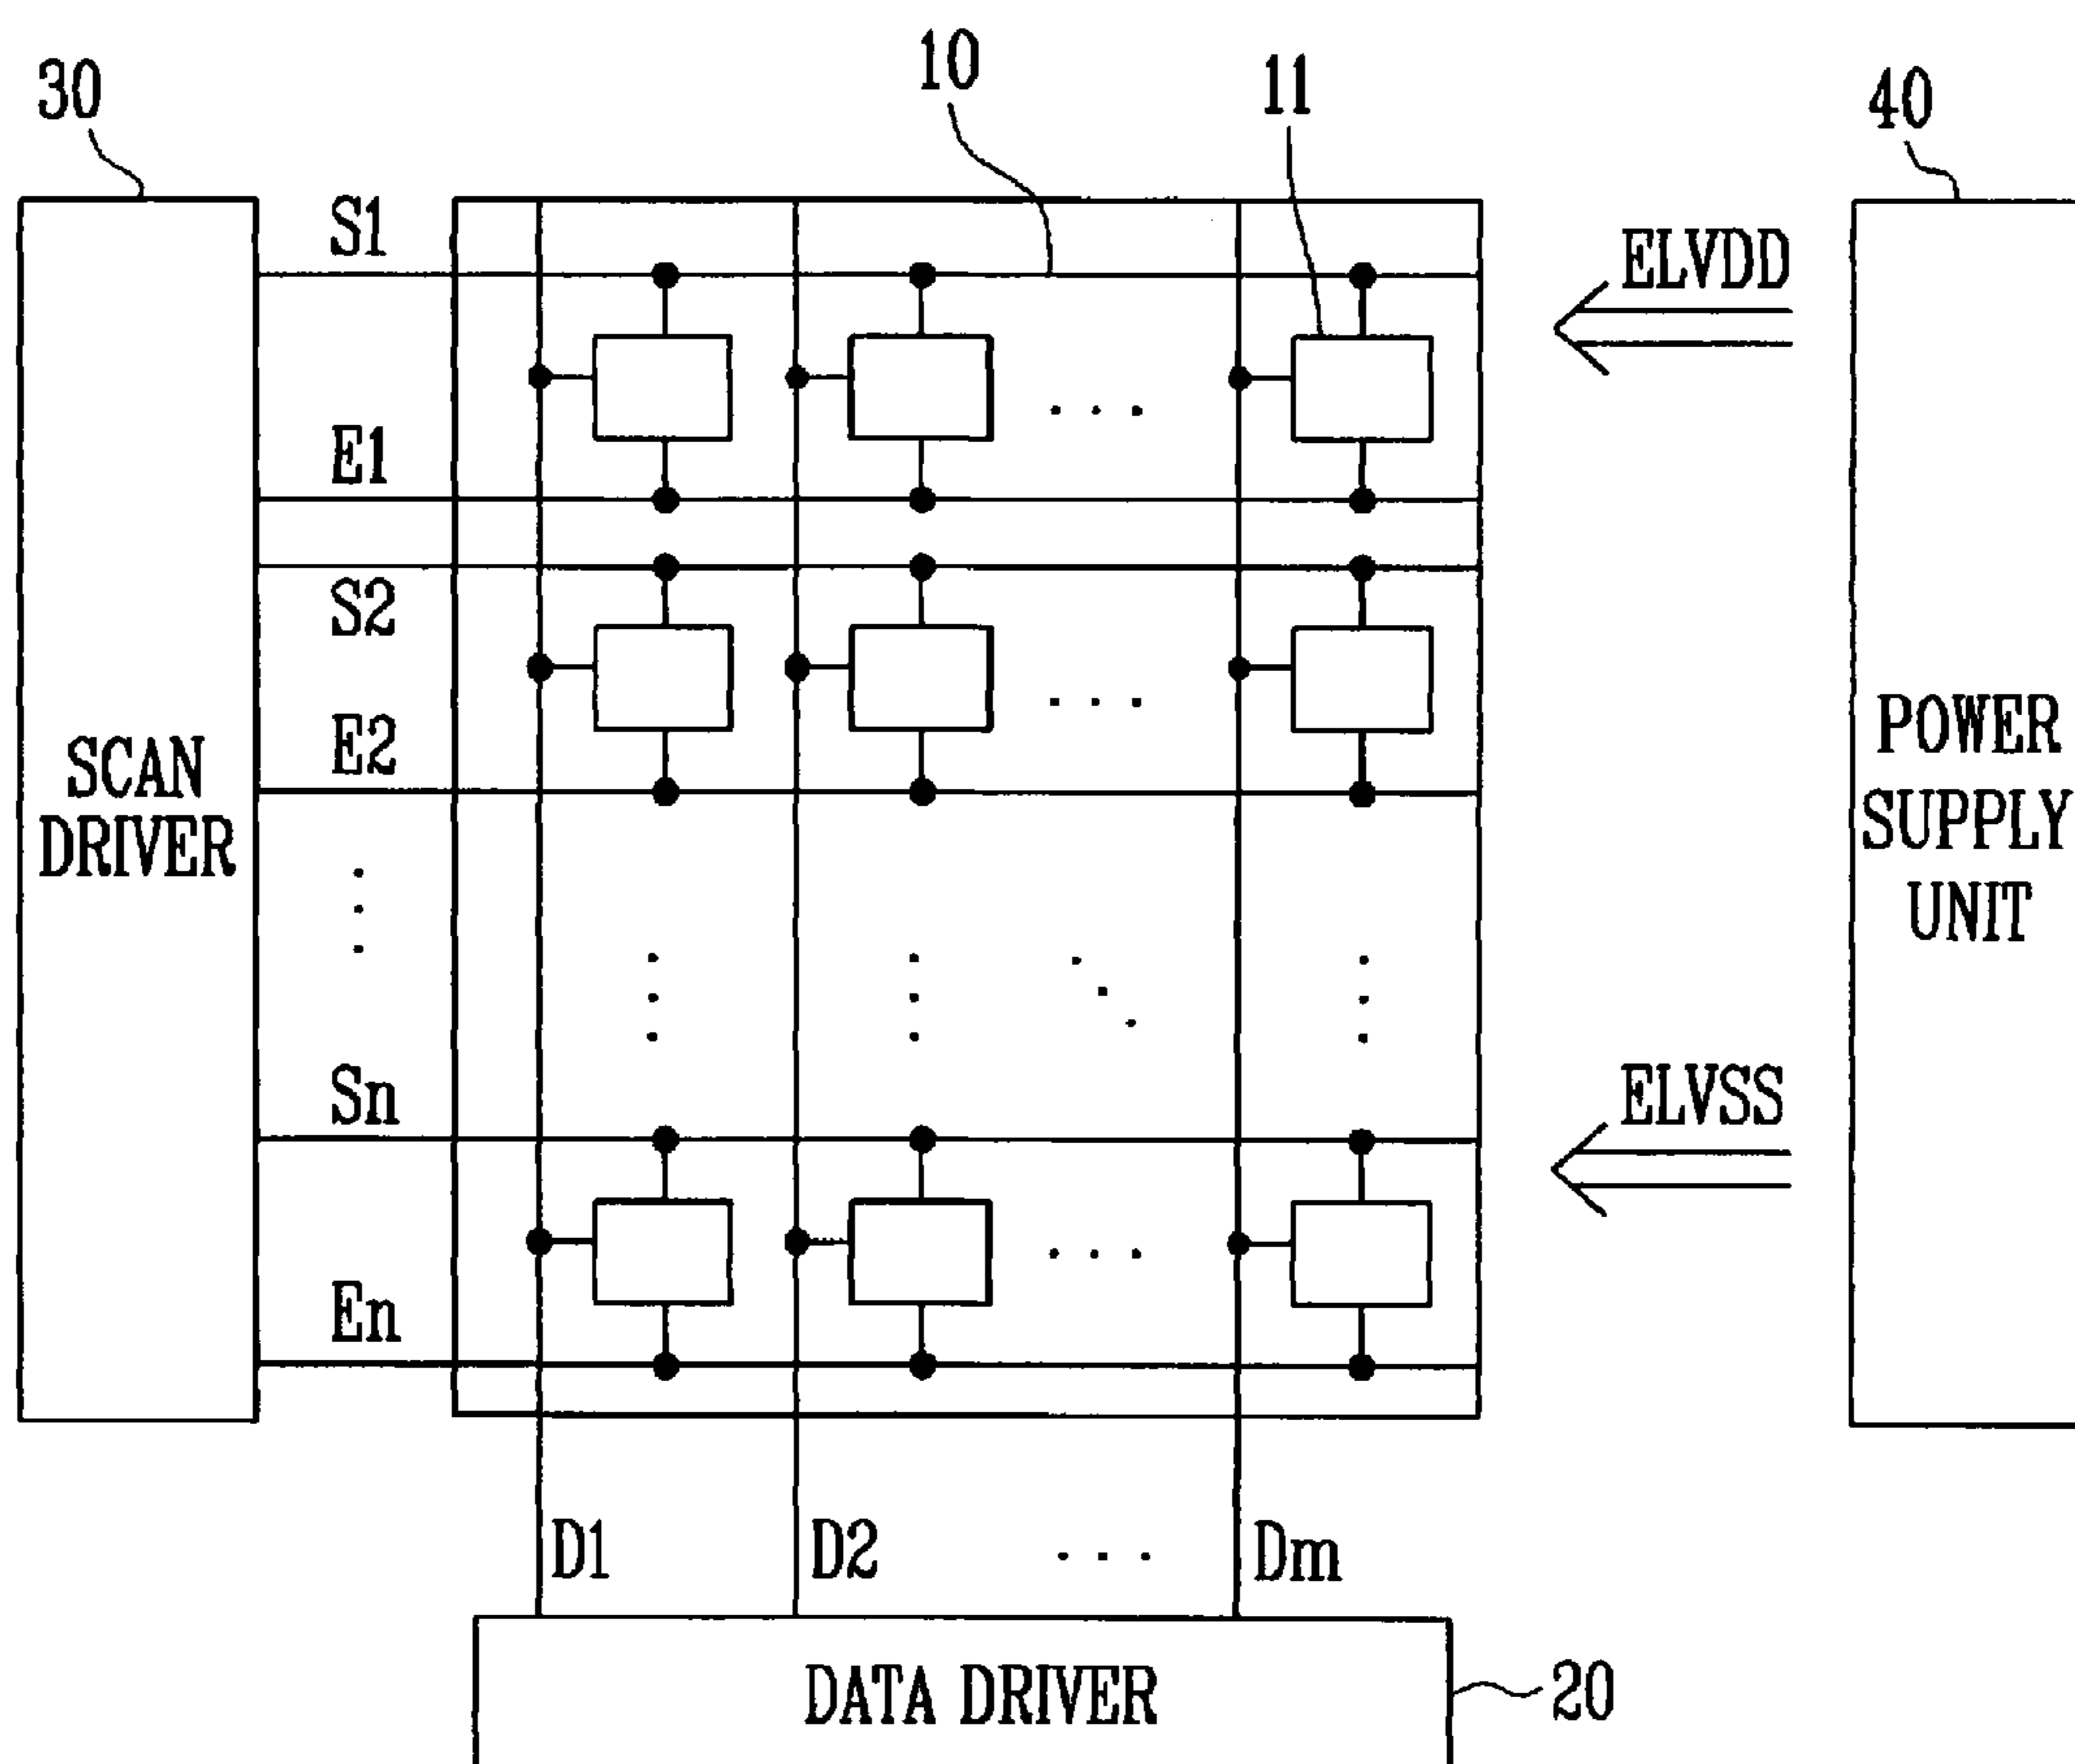 30
10
11
40
S1
ELVDD
E1
S2
E2
SCAN
DRIVER
POWER
SUPPLY
UNIT
Sn
ELVSS
En
D1
D2
Dm
DATA DRIVER
20